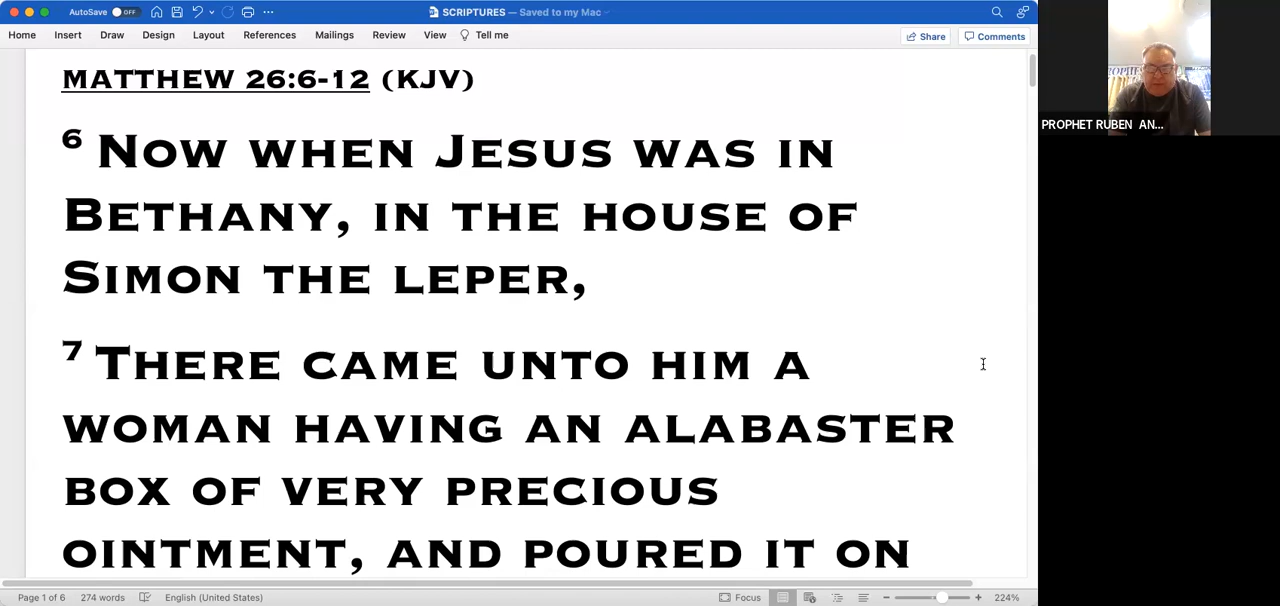 AutoSave OFF SCRIPTURES — Saved to my Mac
Home Insert Draw Design Layout References Mailings Review View Tell me Share Comments
MATTHEW 26:6-12 (KJV)
6 NOW WHEN JESUS WAS IN
BETHANY, IN THE HOUSE OF
SIMON THE LEPER,
7 THERE CAME UNTO HIM A
WOMAN HAVING AN ALABASTER
BOX OF VERY PRECIOUS
OINTMENT, AND POURED IT ON
Page 1 of 6 274 words English (United States) Focus 224%
PROPHET RUBEN AN...